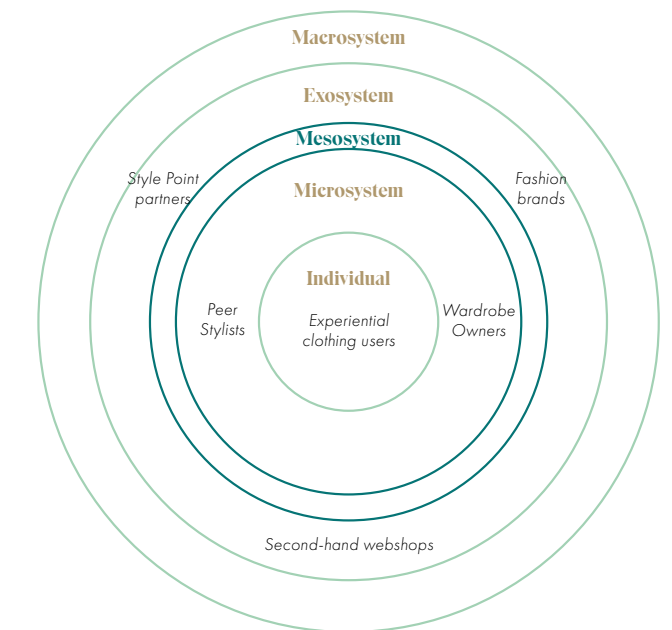 Macrosystem
Exosystem
Mesosystem
Style Point
partners
Fashion
brands
Microsystem
Individual
Peer
Stylists
Experiential
clothing users
Wardrobe
Owners
Second-hand webshops